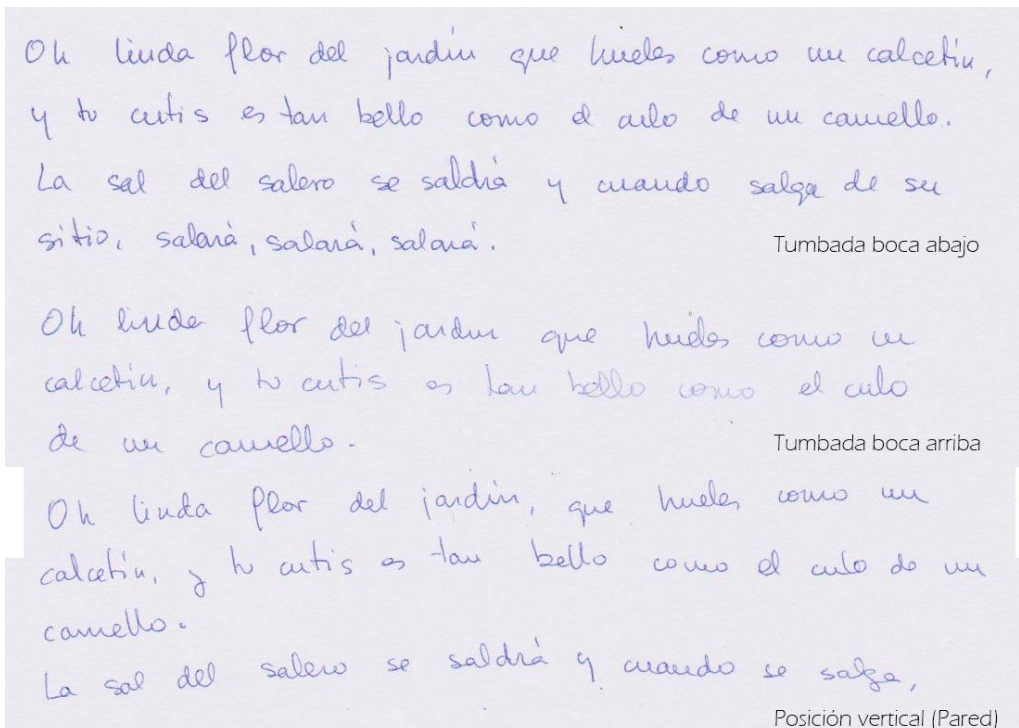 Oh linda flor del jardín que hueles como un calcetín,
y tu cutis es tan bello como el culo de un camello.
La sal del salero se saldrá y cuando salga de su
sitio, salará, salará, salará.
Tumbada boca abajo
Oh linda flor del jardin que hueles como un
calcetín, y tu cutis es tan bello como el culo
de un camello.
Tumbada boca arriba
Oh linda flor del jardín, que hueles como un
calcetín, y tu cutis es tan bello como el culo de un
camello.
La sal del salero se saldrá y cuando se salga,
Posición vertical (Pared)